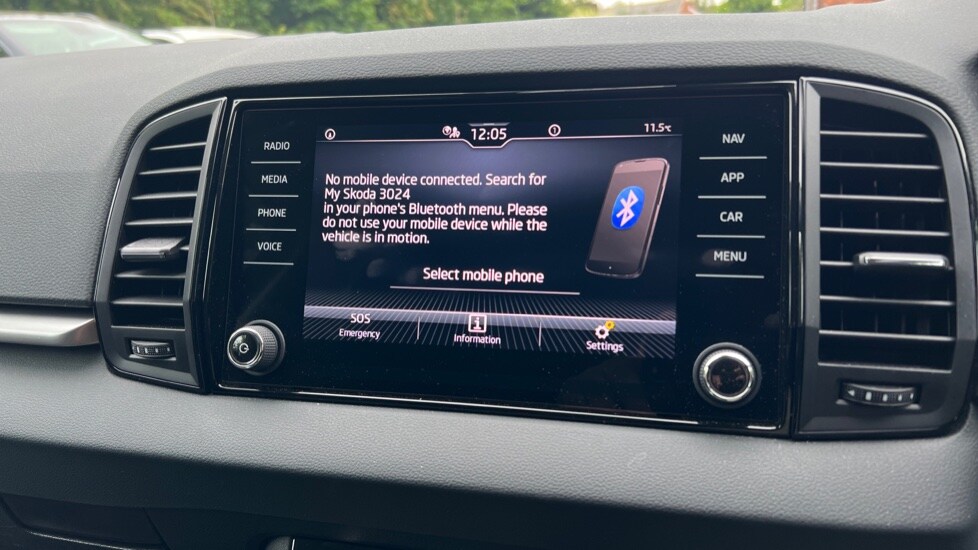 12:05
11.5°C
RADIO
MEDIA
PHONE
VOICE
No mobile device connected. Search for
My Skoda 3024
in your phone's Bluetooth menu. Please
do not use your mobile device while the
vehicle is in motion.
Select mobile phone
SOS
Emergency
i
Information
Settings
NAV
APP
CAR
MENU